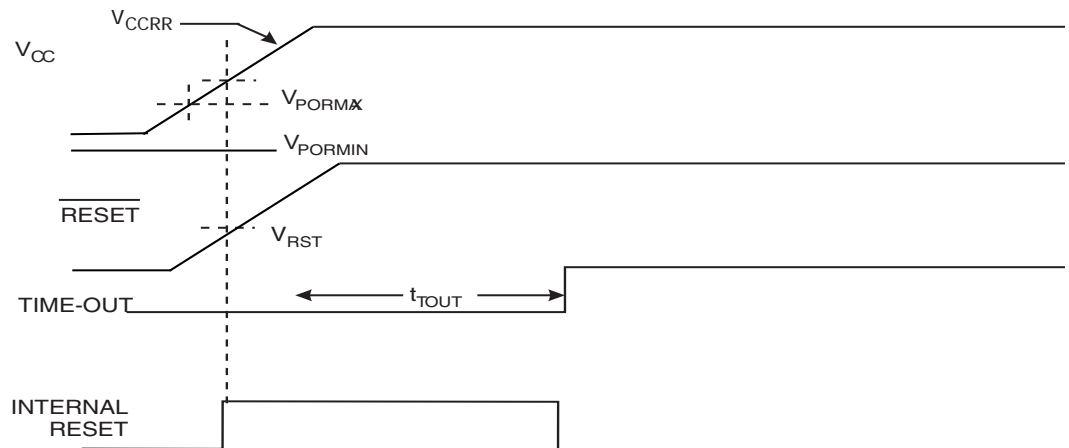 VCCRR
VCC
VPORMAX
VPORMIN
RESET
VRST
TIME-OUT
tTOUT
INTERNAL
RESET